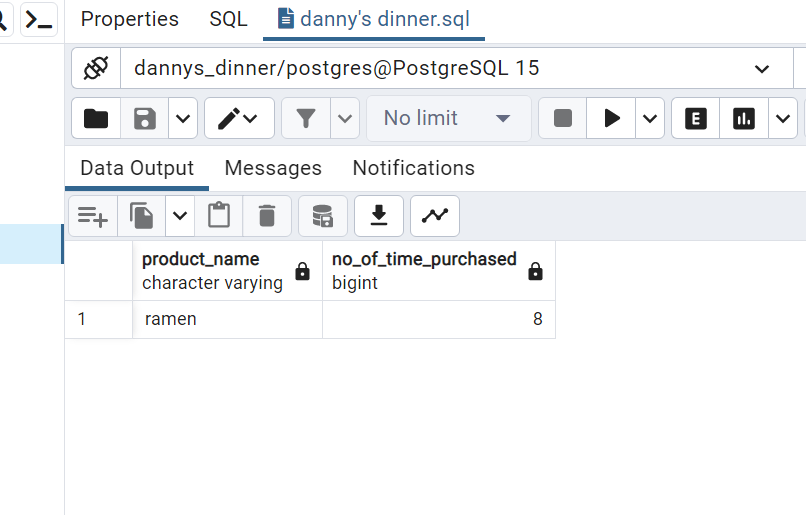 Properties SQL danny's dinner.sql
dannys_dinner/postgres@PostgreSQL 15
No limit E
Data Output Messages Notifications
product_name no_of_time_purchased
character varying bigint
1 ramen 8